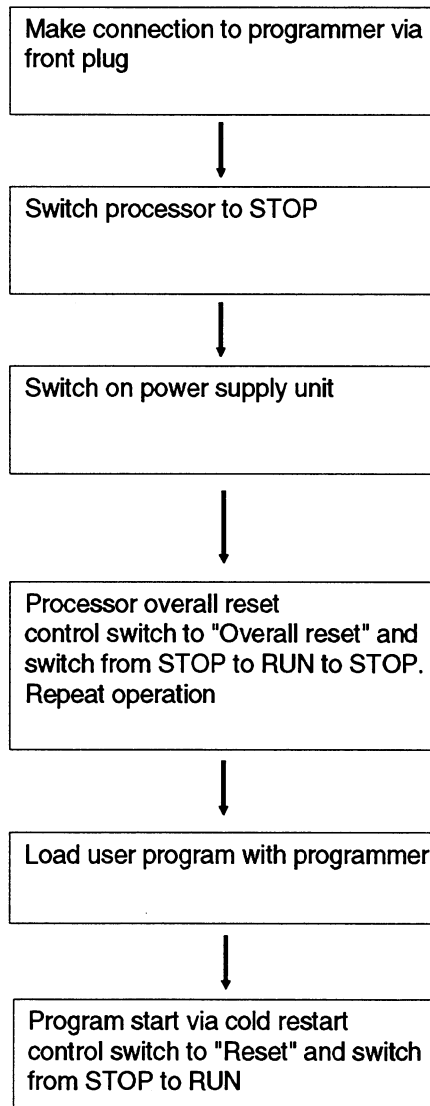 Make connection to programmer via
front plug
Switch processor to STOP
Switch on power supply unit
Processor overall reset
control switch to "Overall reset" and
switch from STOP to RUN to STOP.
Repeat operation
Load user program with programmer
Program start via cold restart
control switch to "Reset" and switch
from STOP to RUN